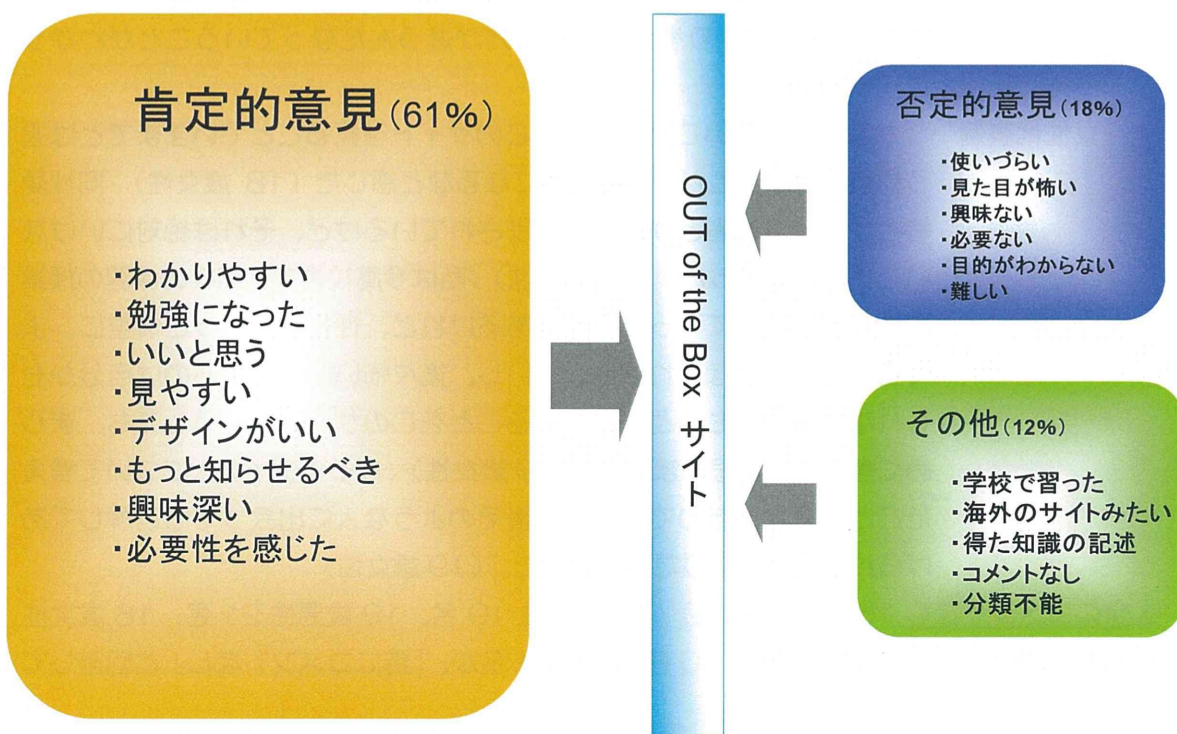 肯定的意見(61%)
・わかりやすい
・勉強になった
・いいと思う
・見やすい
・デザインがいい
・もっと知らせるべき
・興味深い
・必要性を感じた
OUT of the Box サイト
否定的意見(18%)
・使いづらい
・見た目が怖い
・興味ない
・必要ない
・目的がわからない
・難しい
その他(12%)
・学校で習った
・海外のサイトみたい
・得た知識の記述
・コメントなし
・分類不能